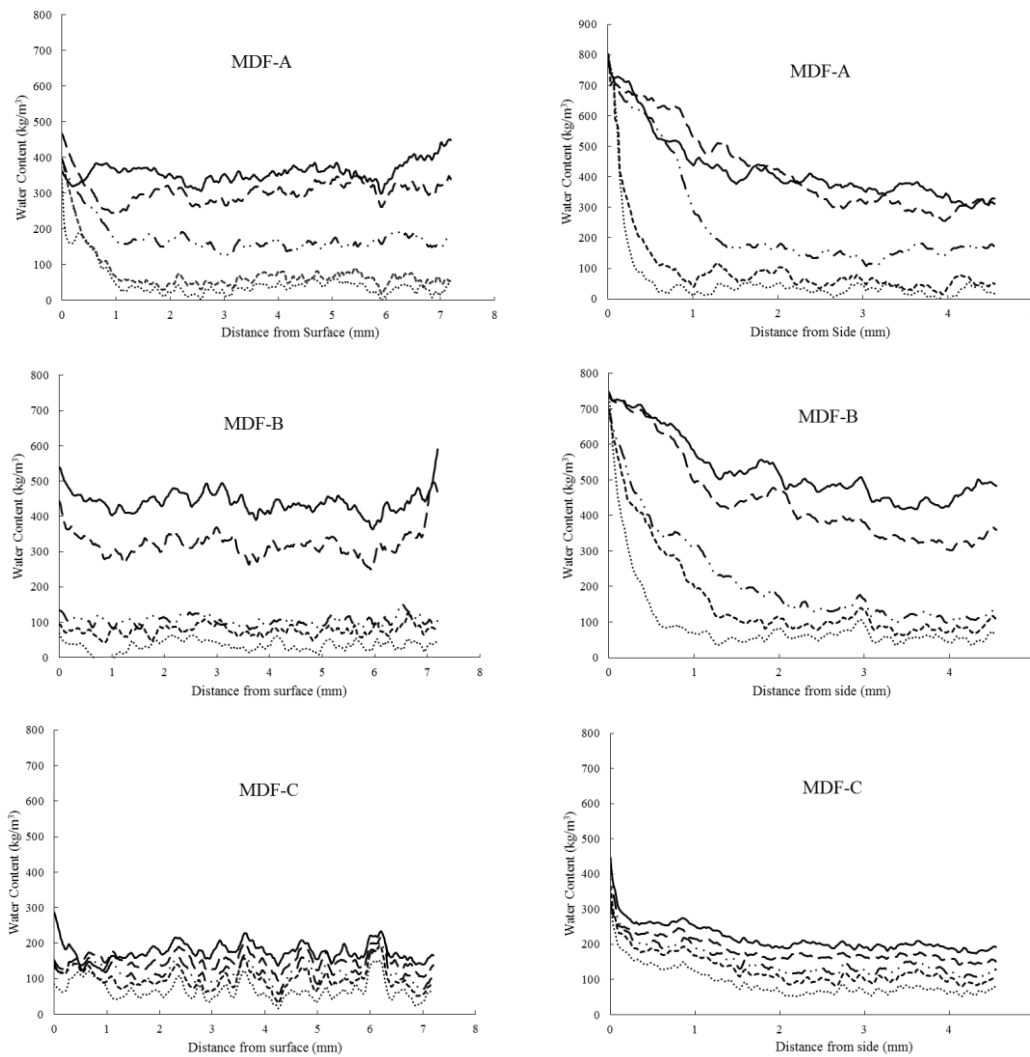 800
700
600
500
400
300
200
100
0
Water Content (kg/m³)
MDF-A
0 1 2 3 4 5 6 7 8
Distance from Surface (mm)
900
800
700
600
500
400
300
200
100
0
Water Content (kg/m³)
MDF-A
0 1 2 3 4
Distance from Side (mm)
800
700
600
500
400
300
200
100
0
Water Content (kg/m³)
MDF-B
0 1 2 3 4 5 6 7 8
Distance from surface (mm)
800
700
600
500
400
300
200
100
0
Water Content (kg/m³)
MDF-B
0 1 2 3 4
Distance from side (mm)
800
700
600
500
400
300
200
100
0
Water Content (kg/m³)
MDF-C
0 1 2 3 4 5 6 7 8
Distance from surface (mm)
800
700
600
500
400
300
200
100
0
Water Content (kg/m³)
MDF-C
0 1 2 3 4
Distance from side (mm)